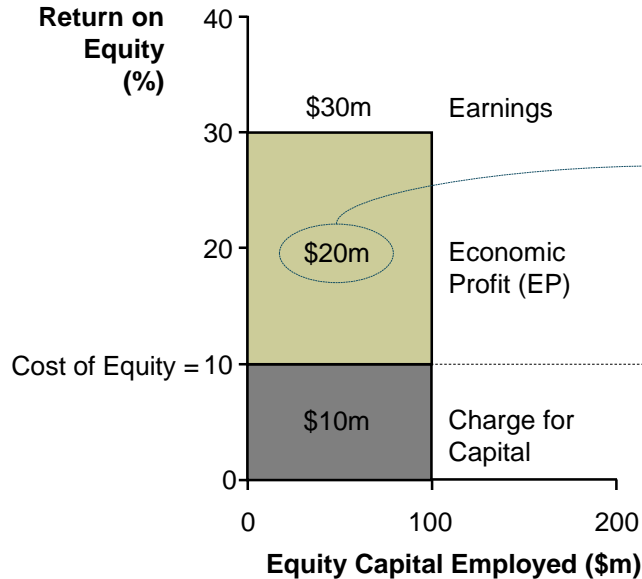 Return on
Equity
(%)
40
$30m
Earnings
30
20
$20m
Economic
Profit (EP)
Cost of Equity = 10
$10m
Charge for
Capital
0
0
100
200
Equity Capital Employed ($m)